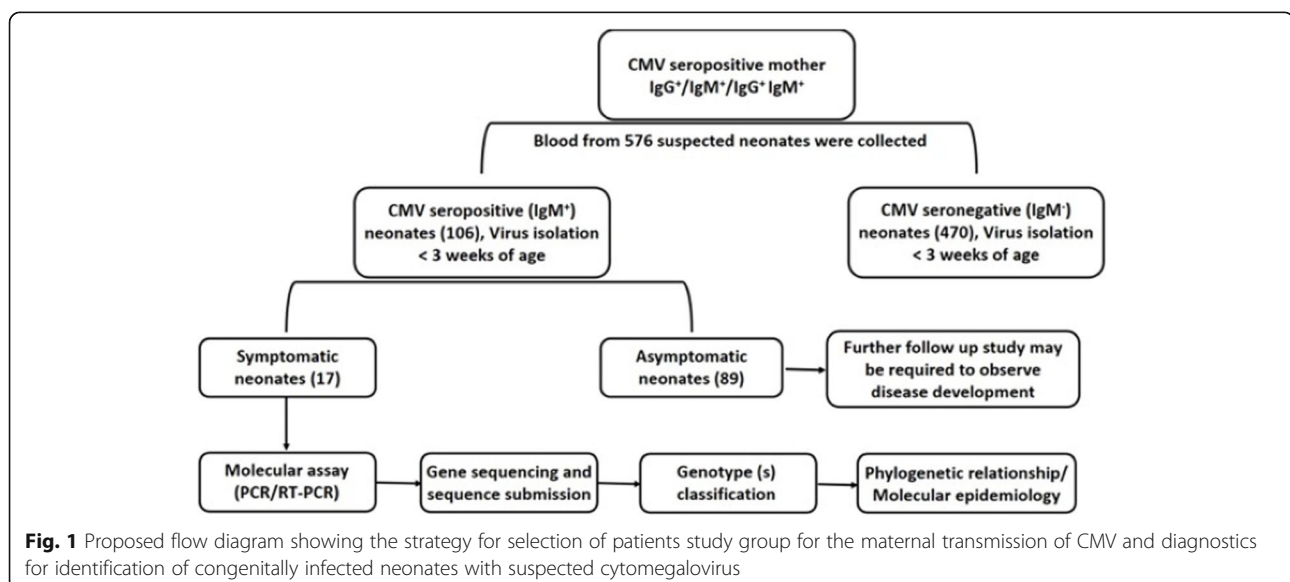 CMV seropositive mother
IgG⁺/IgM⁺/IgG⁺ IgM⁺
Blood from 576 suspected neonates were collected
CMV seropositive (IgM⁺)
neonates (106), Virus isolation
< 3 weeks of age
CMV seronegative (IgM⁻)
neonates (470), Virus isolation
< 3 weeks of age
Symptomatic
neonates (17)
Asymptomatic
neonates (89)
Further follow up study may
be required to observe
disease development
Molecular assay
(PCR/RT-PCR)
Gene sequencing and
sequence submission
Genotype (s)
classification
Phylogenetic relationship/
Molecular epidemiology
Fig. 1 Proposed flow diagram showing the strategy for selection of patients study group for the maternal transmission of CMV and diagnostics
for identification of congenitally infected neonates with suspected cytomegalovirus